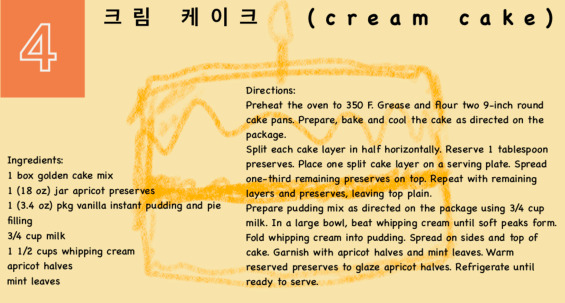 4
크림 케이크 (cream cake)
Ingredients:
1 box golden cake mix
1 (18 oz) jar apricot preserves
1 (3.4 oz) pkg vanilla instant pudding and pie
filling
3/4 cup milk
1 1/2 cups whipping cream
apricot halves
mint leaves
Directions:
Preheat the oven to 350 F. Grease and flour two 9-inch round
cake pans. Prepare, bake and cool the cake as directed on the
package.
Split each cake layer in half horizontally. Reserve 1 tablespoon
preserves. Place one split cake layer on a serving plate. Spread
one-third remaining preserves on top. Repeat with remaining
layers and preserves, leaving top plain.
Prepare pudding mix as directed on the package using 3/4 cup
milk. In a large bowl, beat whipping cream until soft peaks form.
Fold whipping cream into pudding. Spread on sides and top of
cake. Garnish with apricot halves and mint leaves. Warm
reserved preserves to glaze apricot halves. Refrigerate until
ready to serve.